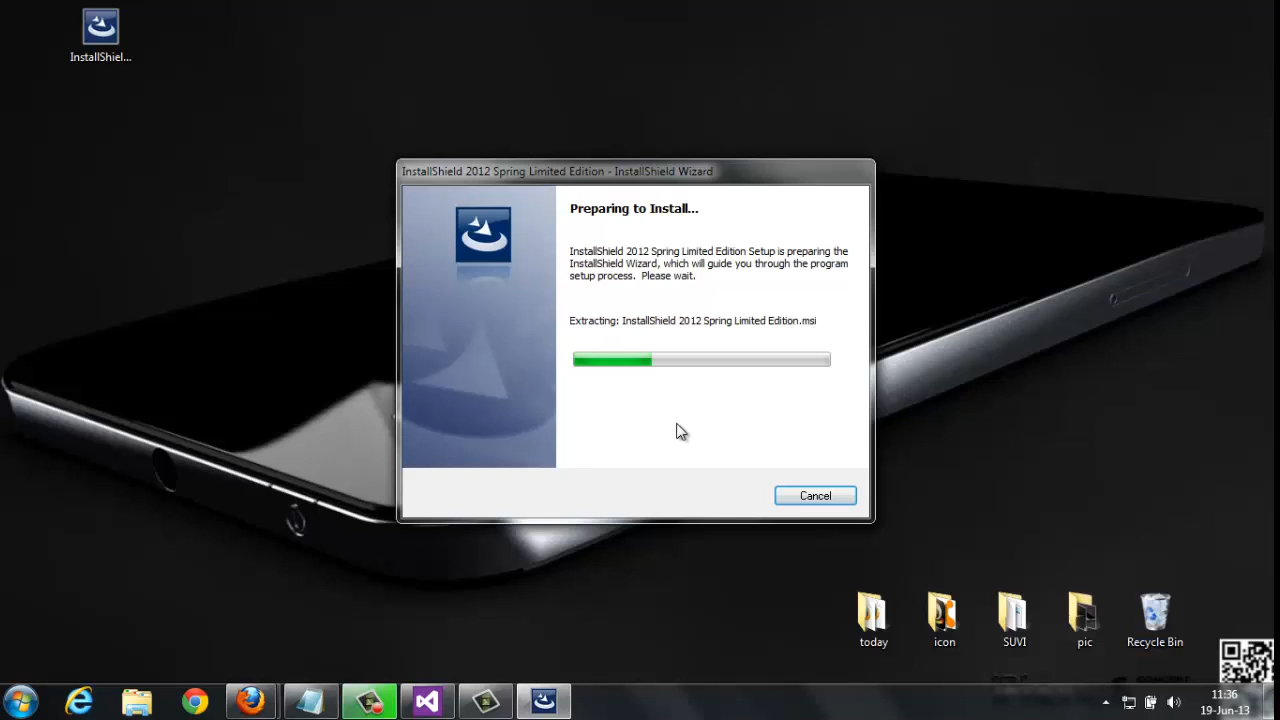 InstallShiel...
InstallShield 2012 Spring Limited Edition - InstallShield Wizard
Preparing to Install...
InstallShield 2012 Spring Limited Edition Setup is preparing the
InstallShield Wizard, which will guide you through the program
setup process.  Please wait.
Extracting: InstallShield 2012 Spring Limited Edition.msi
Cancel
today
icon
SUVI
pic
Recycle Bin
11:36
19-Jun-13